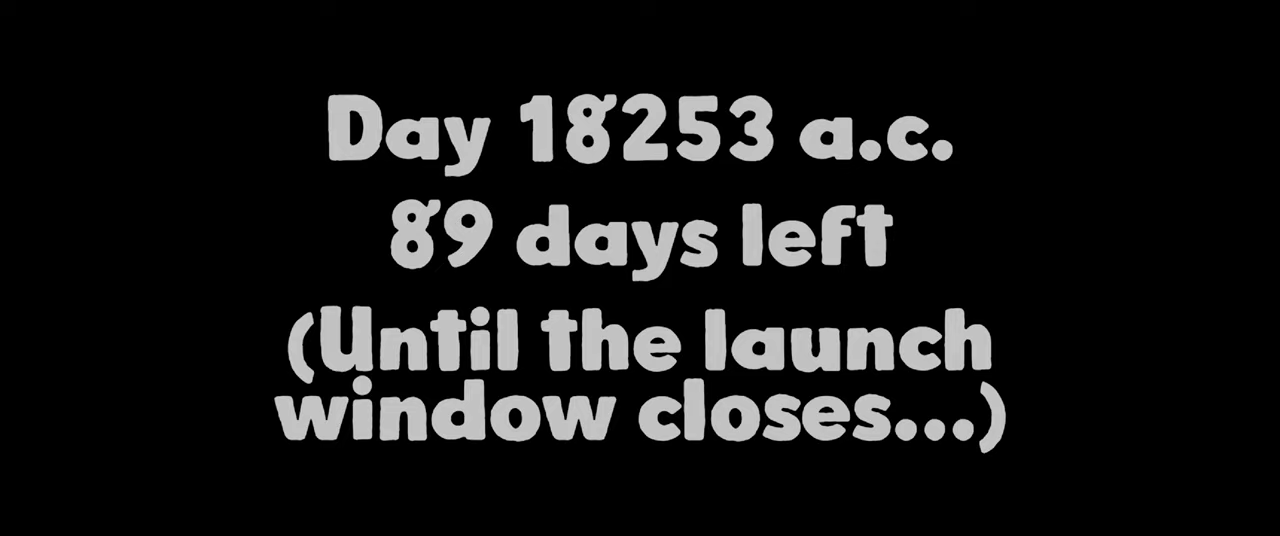 Day 18253 a.c.
89 days left
(Until the launch
window closes...)